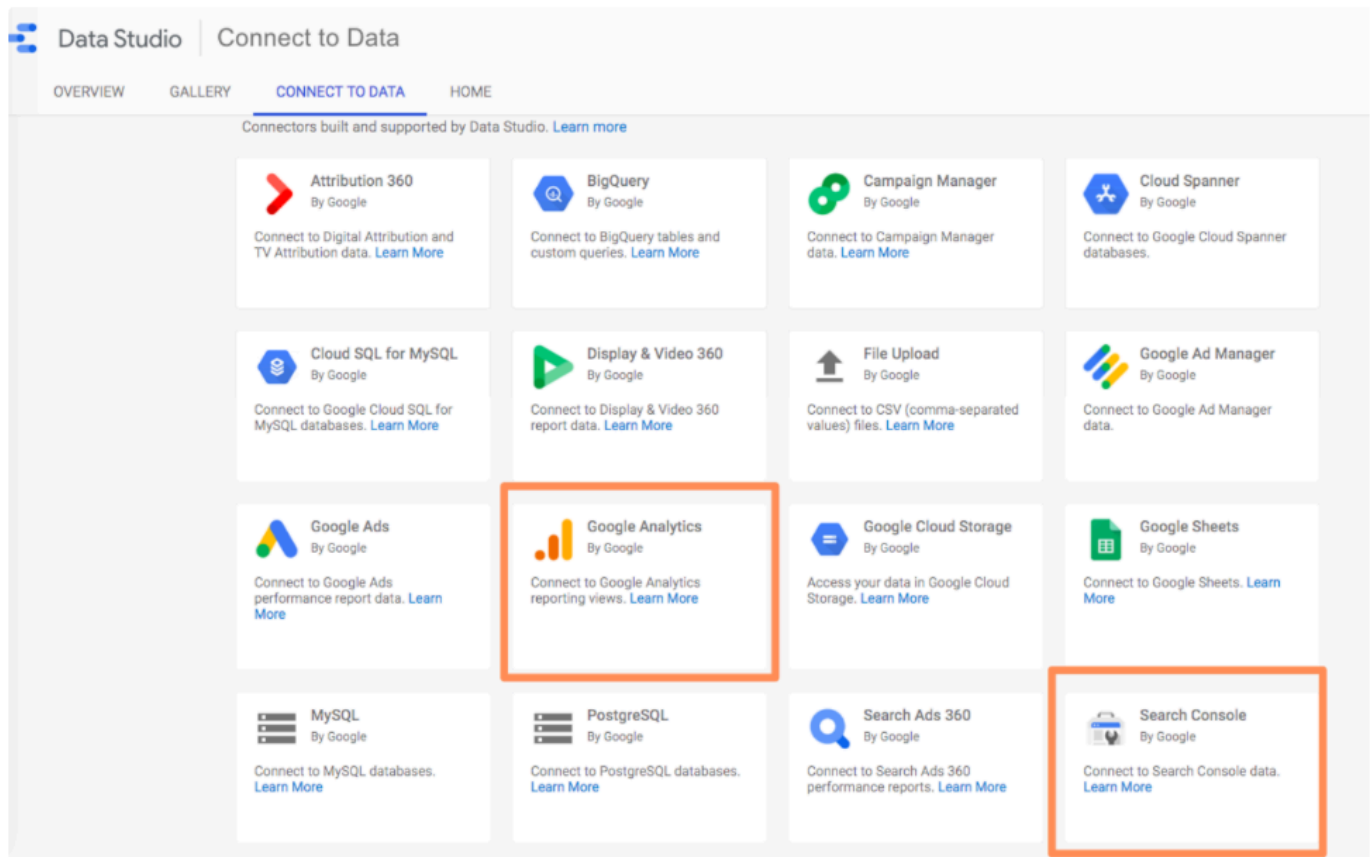 Data Studio
Connect to Data
OVERVIEW
GALLERY
CONNECT TO DATA
HOME
Connectors built and supported by Data Studio. Learn more
Attribution 360
By Google
Connect to Digital Attribution and
TV Attribution data. Learn More
BigQuery
By Google
Connect to BigQuery tables and
custom queries. Learn More
Campaign Manager
By Google
Connect to Campaign Manager
data. Learn More
Cloud Spanner
By Google
Connect to Google Cloud Spanner
databases.
Cloud SQL for MySQL
By Google
Connect to Google Cloud SQL for
MySQL databases. Learn More
Display & Video 360
By Google
Connect to Display & Video 360
report data. Learn More
File Upload
By Google
Connect to CSV (comma-separated
values) files. Learn More
Google Ad Manager
By Google
Connect to Google Ad Manager
data.
Google Ads
By Google
Connect to Google Ads
performance report data. Learn
More
Google Analytics
By Google
Connect to Google Analytics
reporting views. Learn More
Google Cloud Storage
By Google
Access your data in Google Cloud
Storage. Learn More
Google Sheets
By Google
Connect to Google Sheets. Learn
More
MySQL
By Google
Connect to MySQL databases.
Learn More
PostgreSQL
By Google
Connect to PostgreSQL databases.
Learn More
Search Ads 360
By Google
Connect to Search Ads 360
performance reports. Learn More
Search Console
By Google
Connect to Search Console data.
Learn More